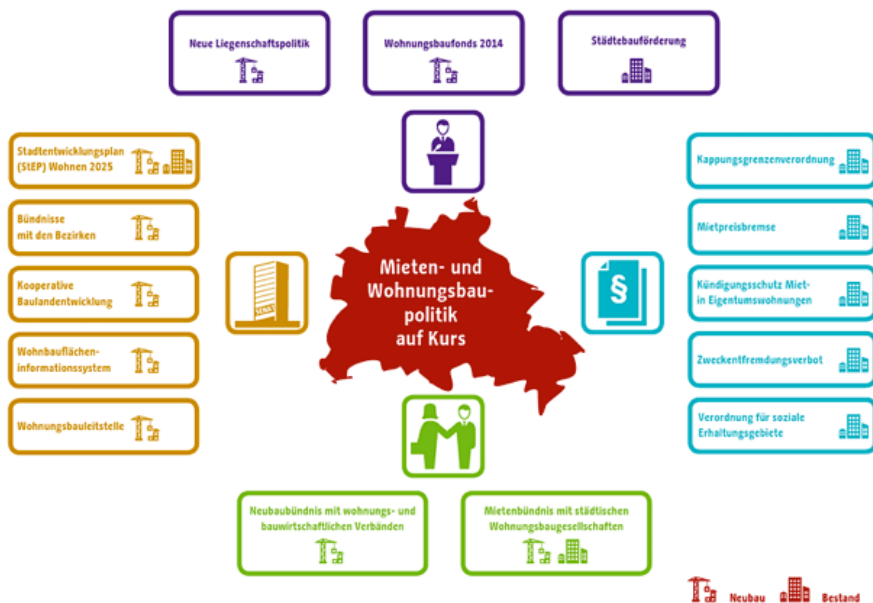 Neue Liegenschaftspolitik
Wohnungsbaufonds 2014
Städtebauförderung
Stadtentwicklungsplan
(StEP) Wohnen 2025
Bündnisse
mit den Bezirken
Kooperative
Baulandentwicklung
Wohnbauflächen-
informationssystem
Wohnungsbauleitstelle
SENAT
Mieten- und
Wohnungsbau-
politik
auf Kurs
§
Kappungsgrenzenverordnung
Mietpreisbremse
Kündigungsschutz Miet-
in Eigentumswohnungen
Zweckentfremdungsverbot
Verordnung für soziale
Erhaltungsgebiete
Neubaubündnis mit wohnungs- und
bauwirtschaftlichen Verbänden
Mietenbündnis mit städtischen
Wohnungsbaugesellschaften
Neubau
Bestand